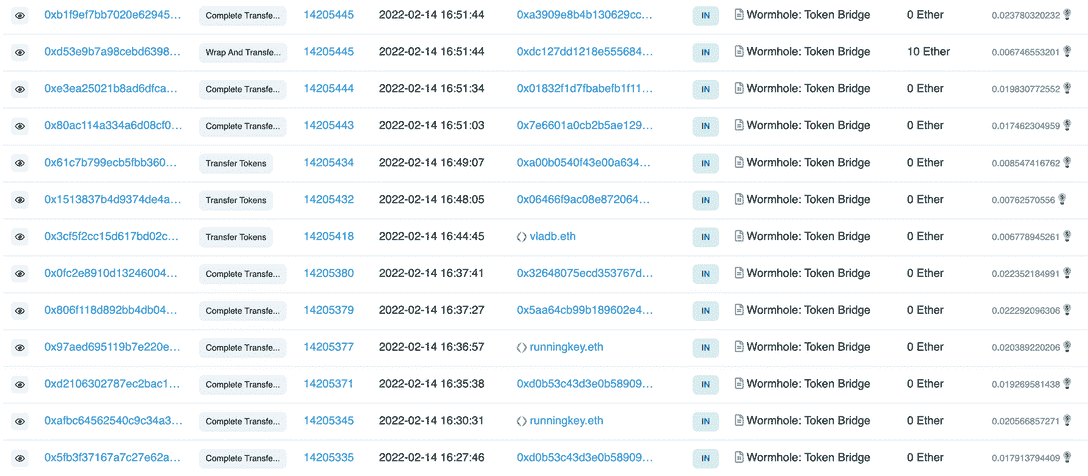 0xb1f9ef7bb7020e62945... Complete Transfe... 14205445 2022-02-14 16:51:44 0xa3909e8b4b130629cc... IN Wormhole: Token Bridge 0 Ether 0.023780320232
0xd53e9b7a98cebd6398... Wrap And Transfe... 14205445 2022-02-14 16:51:44 0xdc127dd1218e555684... IN Wormhole: Token Bridge 10 Ether 0.006746553201
0xe3ea25021b8ad6dfca... Complete Transfe... 14205444 2022-02-14 16:51:34 0x01832f1d7fbabefb1f11... IN Wormhole: Token Bridge 0 Ether 0.019830772552
0x80ac114a334a6d08cf0... Complete Transfe... 14205443 2022-02-14 16:51:03 0x7e6601a0cb2b5ae129... IN Wormhole: Token Bridge 0 Ether 0.017462304959
0x61c7b799ecb5fbb360... Transfer Tokens 14205434 2022-02-14 16:49:07 0xa00b0540f43e00a634... IN Wormhole: Token Bridge 0 Ether 0.008547416762
0x1513837b4d9374de4a... Transfer Tokens 14205432 2022-02-14 16:48:05 0x06466f9ac08e872064... IN Wormhole: Token Bridge 0 Ether 0.00762570556
0x3cf5f2cc15d617bd02c... Transfer Tokens 14205418 2022-02-14 16:44:45 vladb.eth IN Wormhole: Token Bridge 0 Ether 0.006778945261
0x0fc2e8910d13246004... Complete Transfe... 14205380 2022-02-14 16:37:41 0x32648075ecd353767d... IN Wormhole: Token Bridge 0 Ether 0.022352184991
0x806f118d892bb4db04... Complete Transfe... 14205379 2022-02-14 16:37:27 0x5aa64cb99b189602e4... IN Wormhole: Token Bridge 0 Ether 0.022292096306
0x97aed695119b7e220e... Complete Transfe... 14205377 2022-02-14 16:36:57 runningkey.eth IN Wormhole: Token Bridge 0 Ether 0.020389220206
0xd2106302787ec2bac1... Complete Transfe... 14205371 2022-02-14 16:35:38 0xd0b53c43d3e0b58909... IN Wormhole: Token Bridge 0 Ether 0.019269581438
0xafbc64562540c9c34a3... Complete Transfe... 14205345 2022-02-14 16:30:31 runningkey.eth IN Wormhole: Token Bridge 0 Ether 0.020566857271
0x5fb3f37167a7c27e62a... Complete Transfe... 14205335 2022-02-14 16:27:46 0xd0b53c43d3e0b58909... IN Wormhole: Token Bridge 0 Ether 0.017913794409